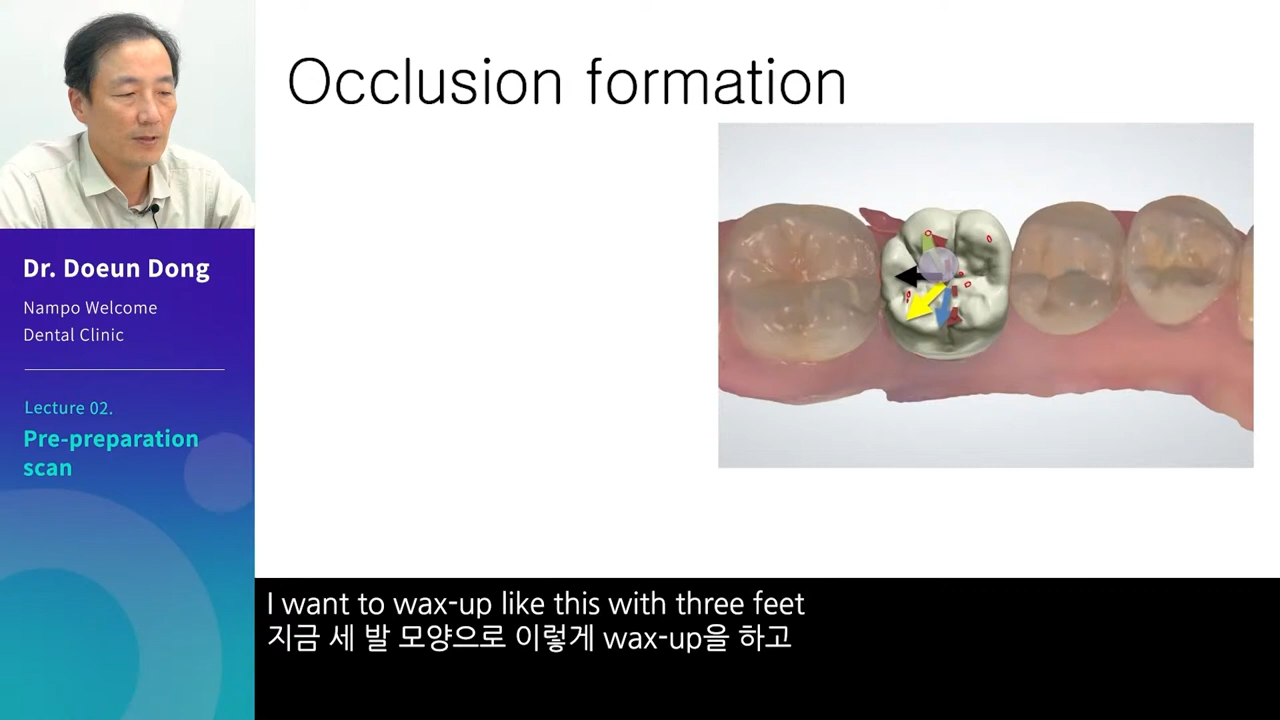 Occlusion formation
Dr. Doeun Dong
Nampo Welcome
Dental Clinic
Lecture 02.
Pre-preparation
scan
I want to wax-up like this with three feet
지금 세 발 모양으로 이렇게 wax-up을 하고